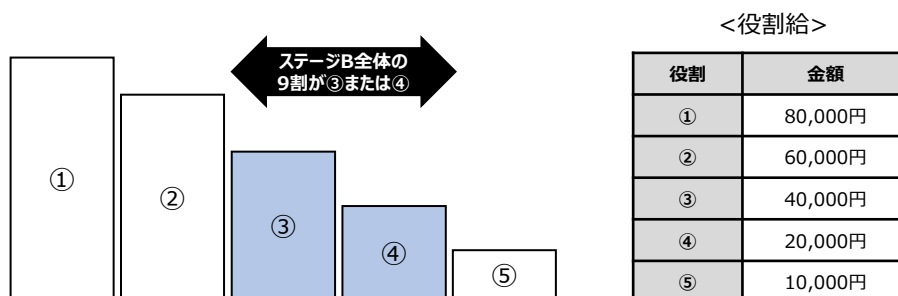 <役割給>
ステージB全体の
9割が③または④
①
②
③
④
⑤
役割 金額
① 80,000円
② 60,000円
③ 40,000円
④ 20,000円
⑤ 10,000円